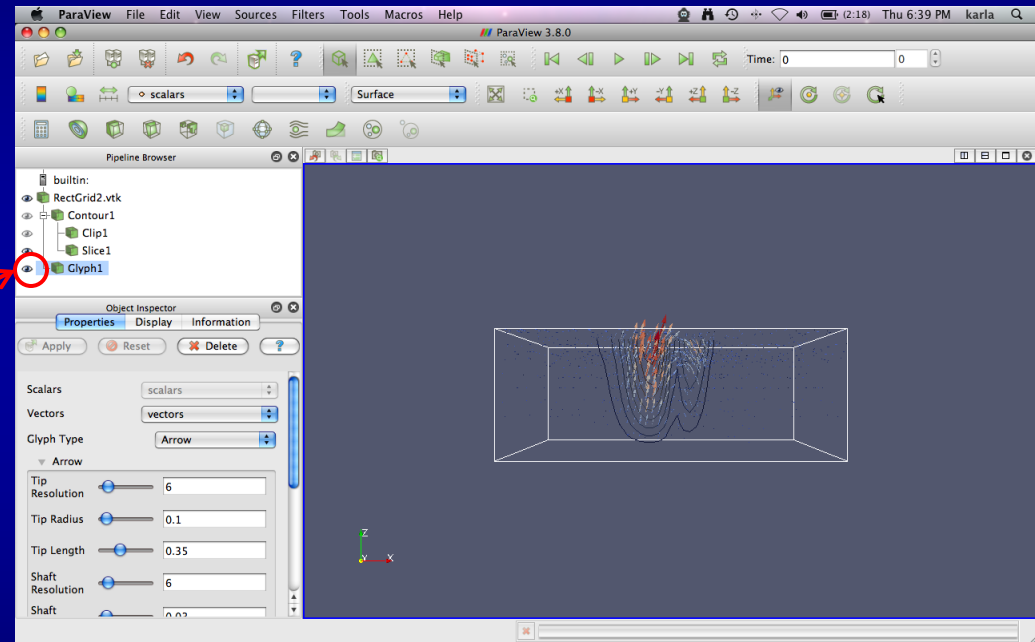 ParaView File Edit View Sources Filters Tools Macros Help (2:18) Thu 6:39 PM karla
ParaView 3.8.0
Time: 0 0
scalars Surface +X -X +Y -Y +Z -Z
Pipeline Browser
builtin:
RectGrid2.vtk
Contour1
Clip1
Slice1
Glyph1
Object Inspector
Properties Display Information
Apply Reset Delete ?
Scalars scalars
Vectors vectors
Glyph Type Arrow
Arrow
Tip
Resolution 6
Tip Radius 0.1
Tip Length 0.35
Shaft
Resolution 6
Shaft 0.03
Z
Y X